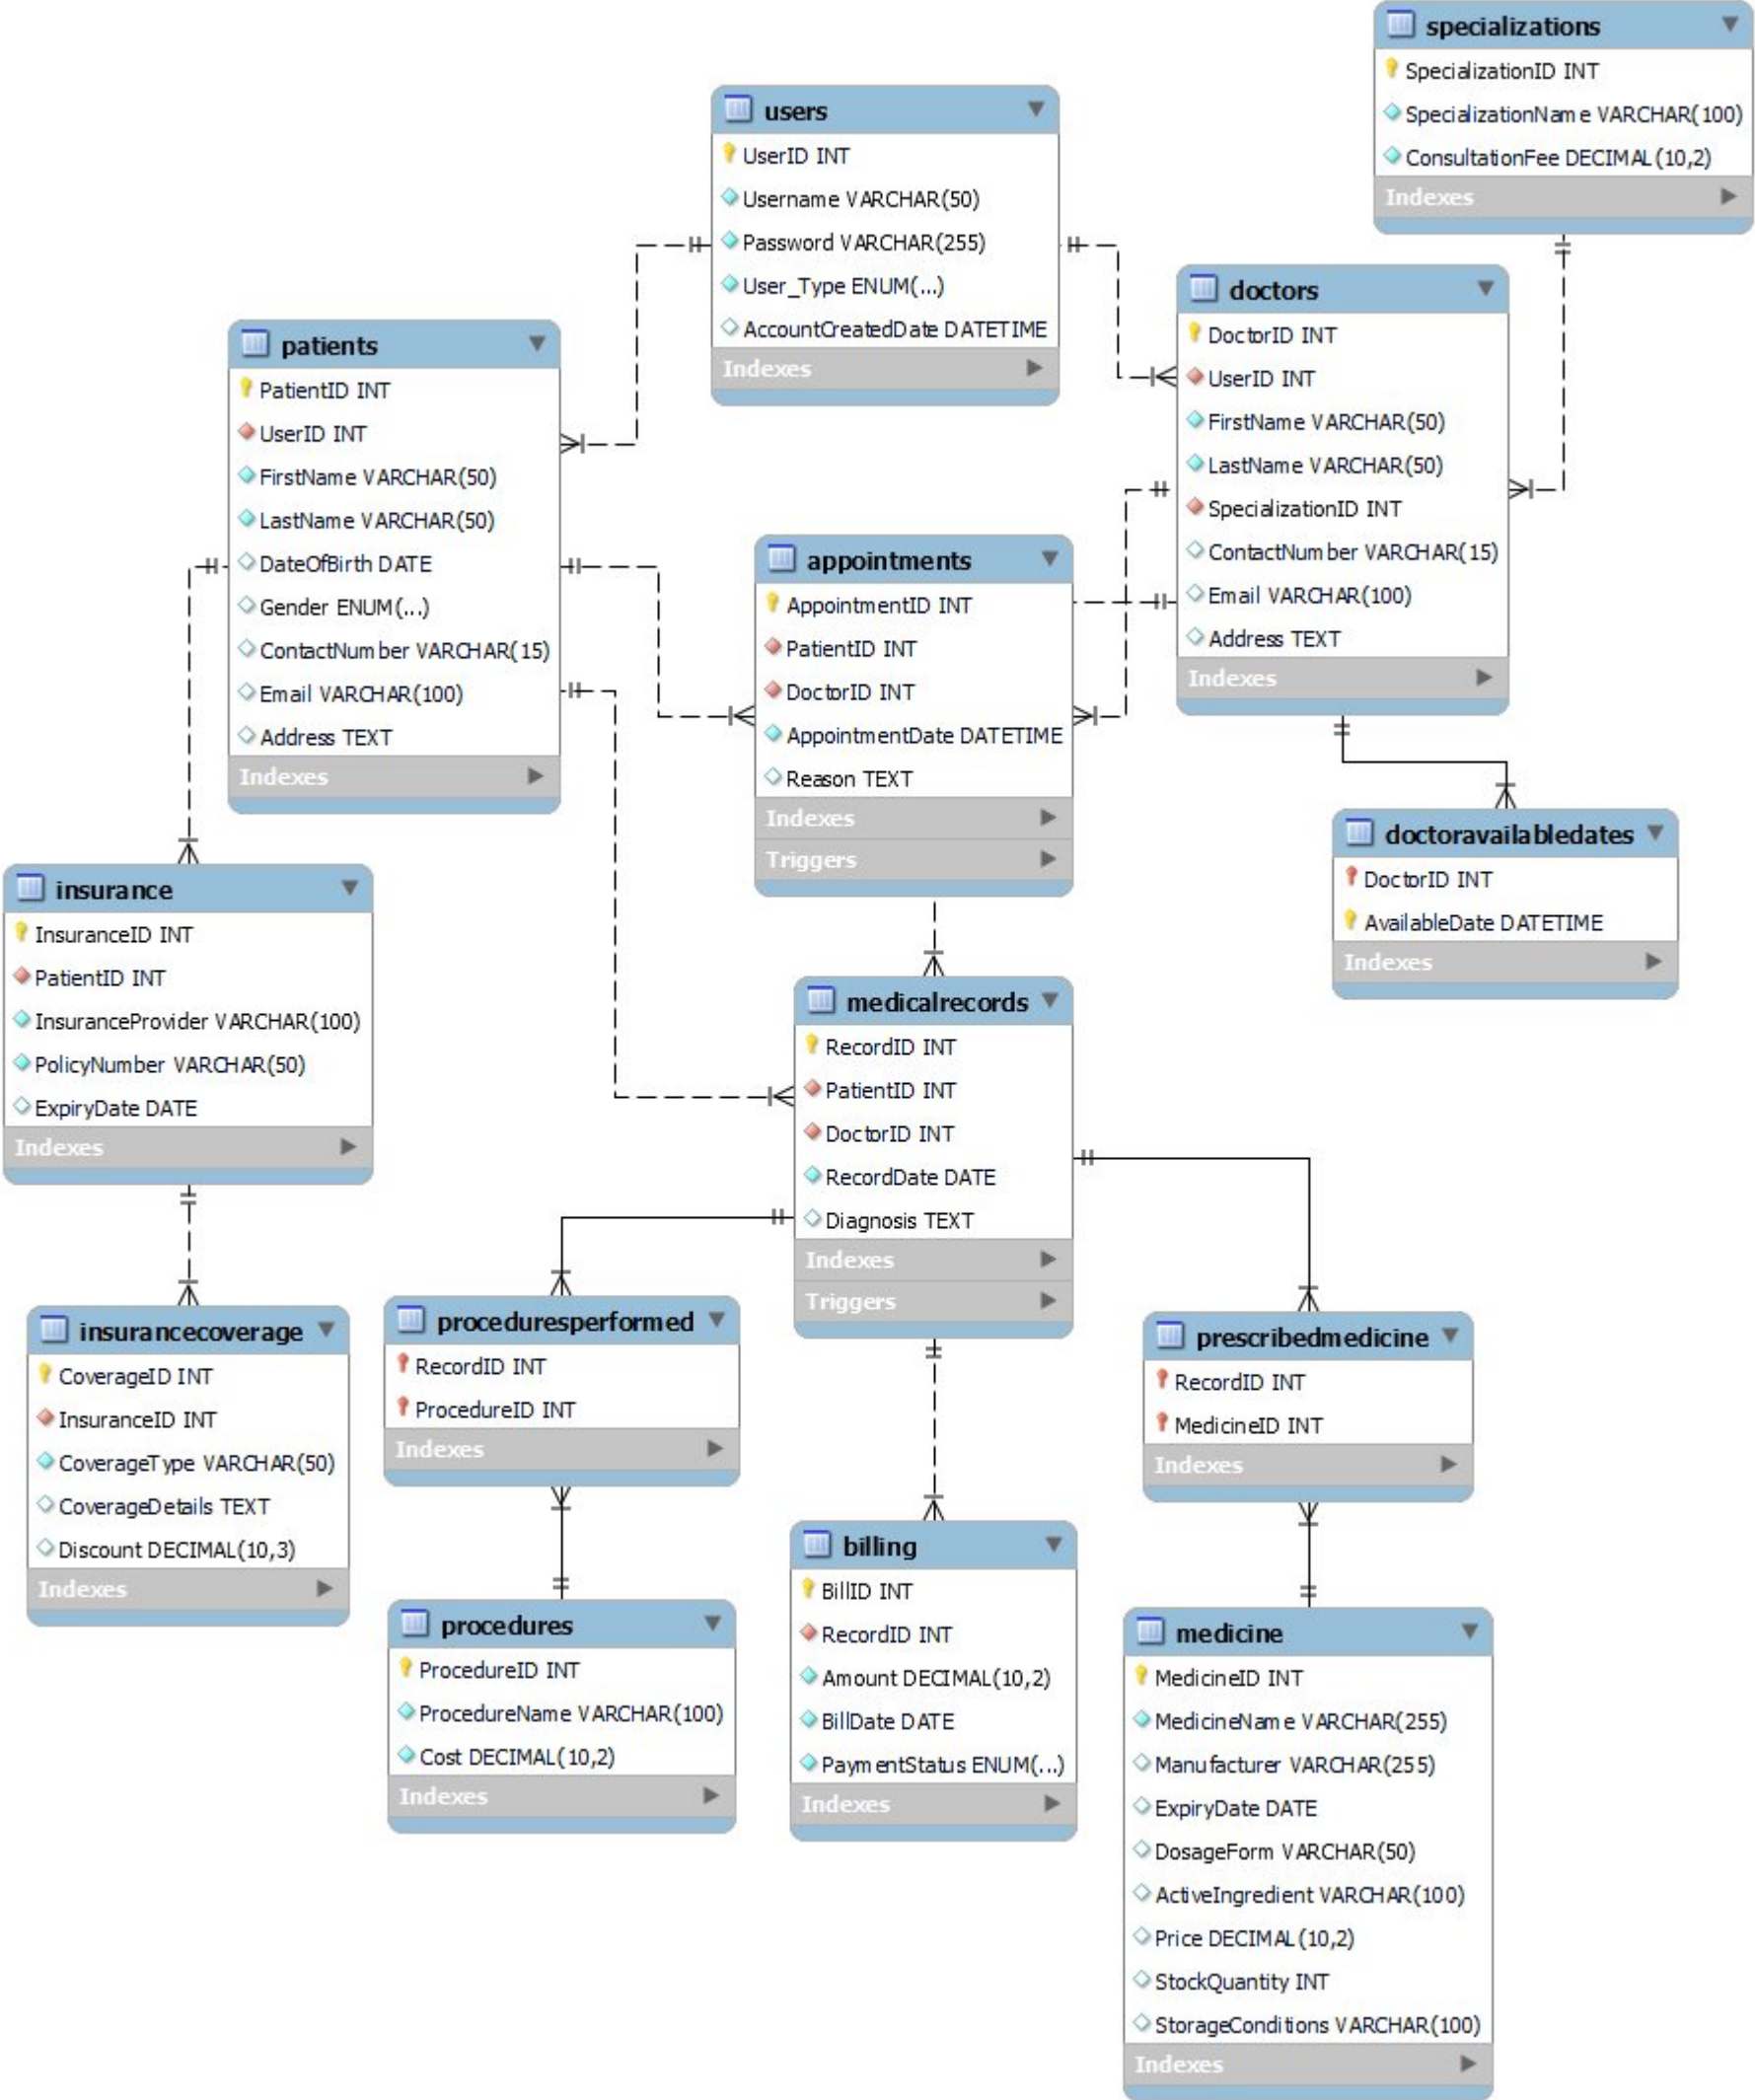 specializations
SpecializationID INT
SpecializationName VARCHAR(100)
ConsultationFee DECIMAL(10,2)
Indexes
users
UserID INT
Username VARCHAR(50)
Password VARCHAR(255)
User_Type ENUM(...)
AccountCreatedDate DATETIME
Indexes
doctors
DoctorID INT
UserID INT
FirstName VARCHAR(50)
LastName VARCHAR(50)
SpecializationID INT
ContactNumber VARCHAR(15)
Email VARCHAR(100)
Address TEXT
Indexes
patients
PatientID INT
UserID INT
FirstName VARCHAR(50)
LastName VARCHAR(50)
DateOfBirth DATE
Gender ENUM(...)
ContactNumber VARCHAR(15)
Email VARCHAR(100)
Address TEXT
Indexes
appointments
AppointmentID INT
PatientID INT
DoctorID INT
AppointmentDate DATETIME
Reason TEXT
Indexes
Triggers
doctoravailabledates
DoctorID INT
AvailableDate DATETIME
Indexes
insurance
InsuranceID INT
PatientID INT
InsuranceProvider VARCHAR(100)
PolicyNumber VARCHAR(50)
ExpiryDate DATE
Indexes
medicalrecords
RecordID INT
PatientID INT
DoctorID INT
RecordDate DATE
Diagnosis TEXT
Indexes
Triggers
insurancecoverage
CoverageID INT
InsuranceID INT
CoverageType VARCHAR(50)
CoverageDetails TEXT
Discount DECIMAL(10,3)
Indexes
proceduresperformed
RecordID INT
ProcedureID INT
Indexes
prescribedmedicine
RecordID INT
MedicineID INT
Indexes
procedures
ProcedureID INT
ProcedureName VARCHAR(100)
Cost DECIMAL(10,2)
Indexes
billing
BillID INT
RecordID INT
Amount DECIMAL(10,2)
BillDate DATE
PaymentStatus ENUM(...)
Indexes
medicine
MedicineID INT
MedicineName VARCHAR(255)
Manufacturer VARCHAR(255)
ExpiryDate DATE
DosageForm VARCHAR(50)
ActiveIngredient VARCHAR(100)
Price DECIMAL(10,2)
StockQuantity INT
StorageConditions VARCHAR(100)
Indexes